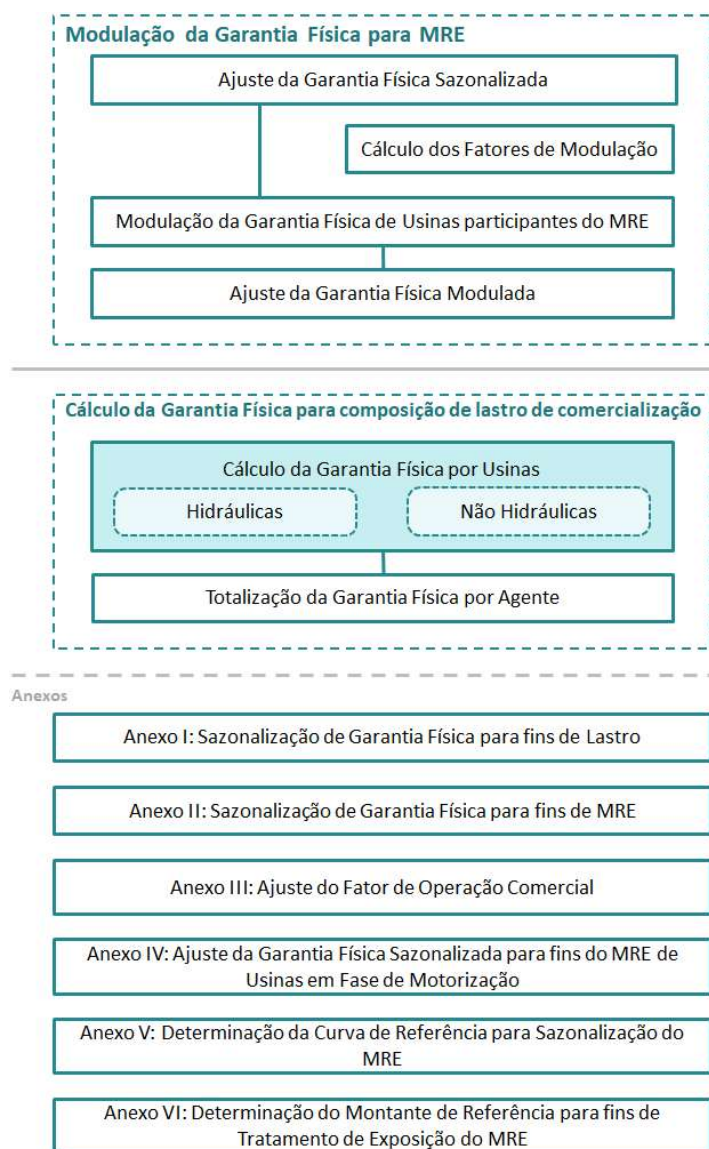 Modulação da Garantia Física para MRE
Ajuste da Garantia Física Sazonalizada
Cálculo dos Fatores de Modulação
Modulação da Garantia Física de Usinas participantes do MRE
Ajuste da Garantia Física Modulada
Cálculo da Garantia Física para composição de lastro de comercialização
Cálculo da Garantia Física por Usinas
Hidráulicas
Não Hidráulicas
Totalização da Garantia Física por Agente
Anexos
Anexo I: Sazonalização de Garantia Física para fins de Lastro
Anexo II: Sazonalização de Garantia Física para fins de MRE
Anexo III: Ajuste do Fator de Operação Comercial
Anexo IV: Ajuste da Garantia Física Sazonalizada para fins do MRE de
Usinas em Fase de Motorização
Anexo V: Determinação da Curva de Referência para Sazonalização do
MRE
Anexo VI: Determinação do Montante de Referência para fins de
Tratamento de Exposição do MRE